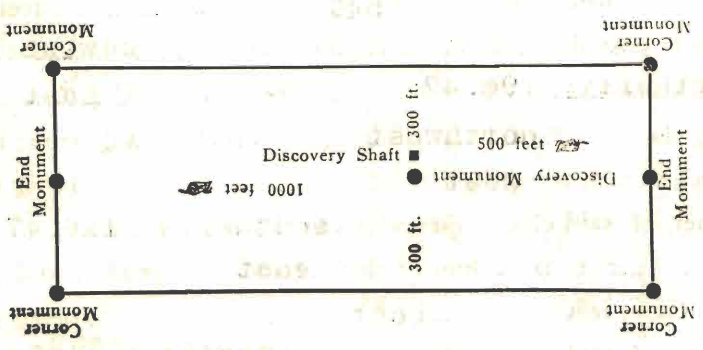 Corner
Monument
Corner
Monument
End
Monument
300 ft.
Discovery Shaft
500 feet
1000 feet
Discovery Monument
End
Monument
300 ft.
Corner
Monument
Corner
Monument